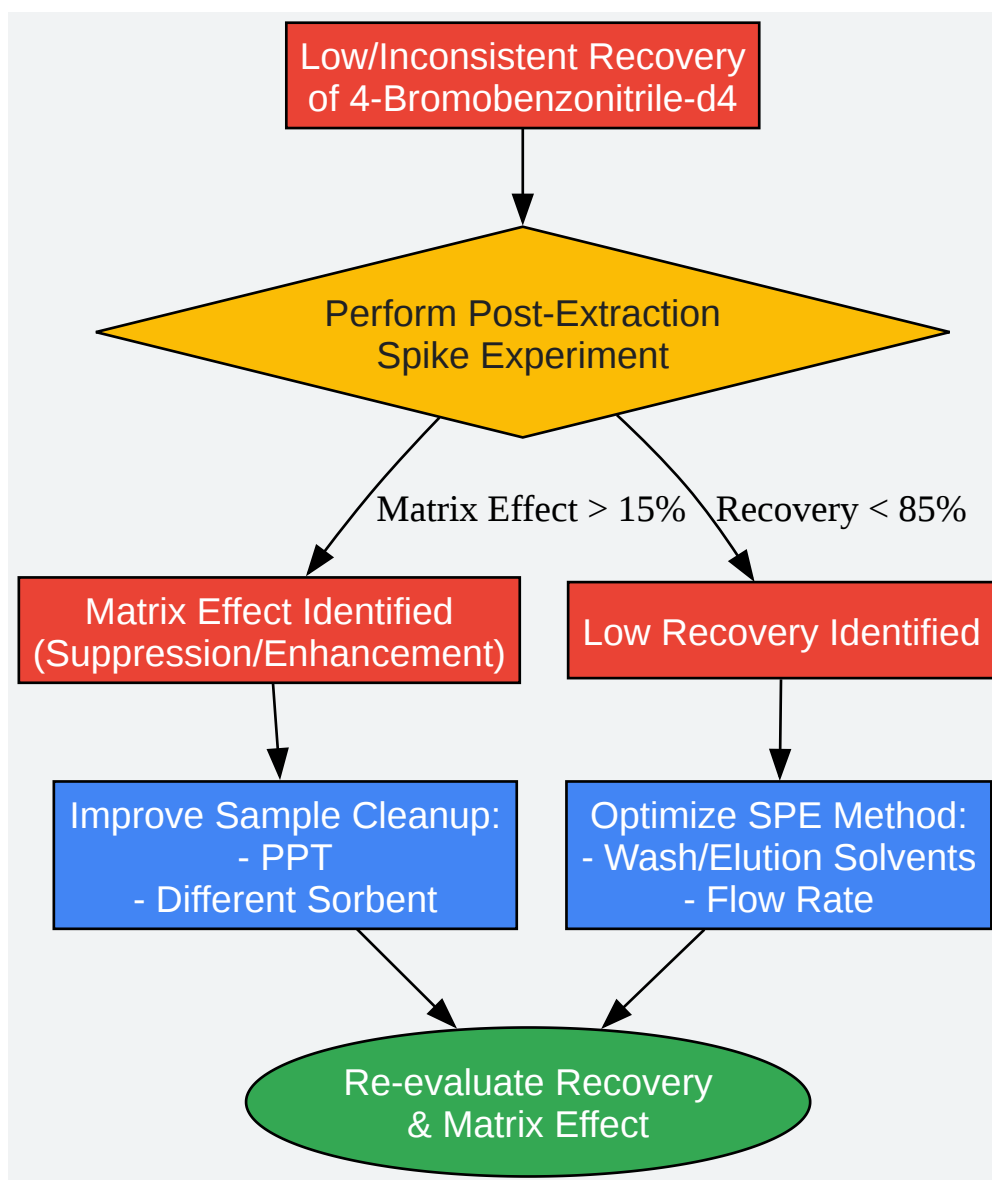 Low/Inconsistent Recovery
of 4-Bromobenzonitrile-d4
Perform Post-Extraction
Spike Experiment
Matrix Effect > 15%
Recovery < 85%
Matrix Effect Identified
(Suppression/Enhancement)
Low Recovery Identified
Improve Sample Cleanup:
- PPT
- Different Sorbent
Optimize SPE Method:
- Wash/Elution Solvents
- Flow Rate
Re-evaluate Recovery
& Matrix Effect